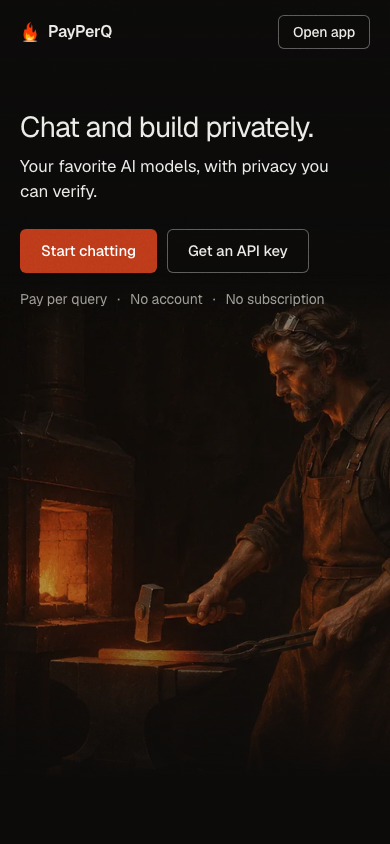 PayPerQ
Open app
Chat and build privately.
Your favorite AI models, with privacy you
can verify.
Start chatting
Get an API key
Pay per query · No account · No subscription